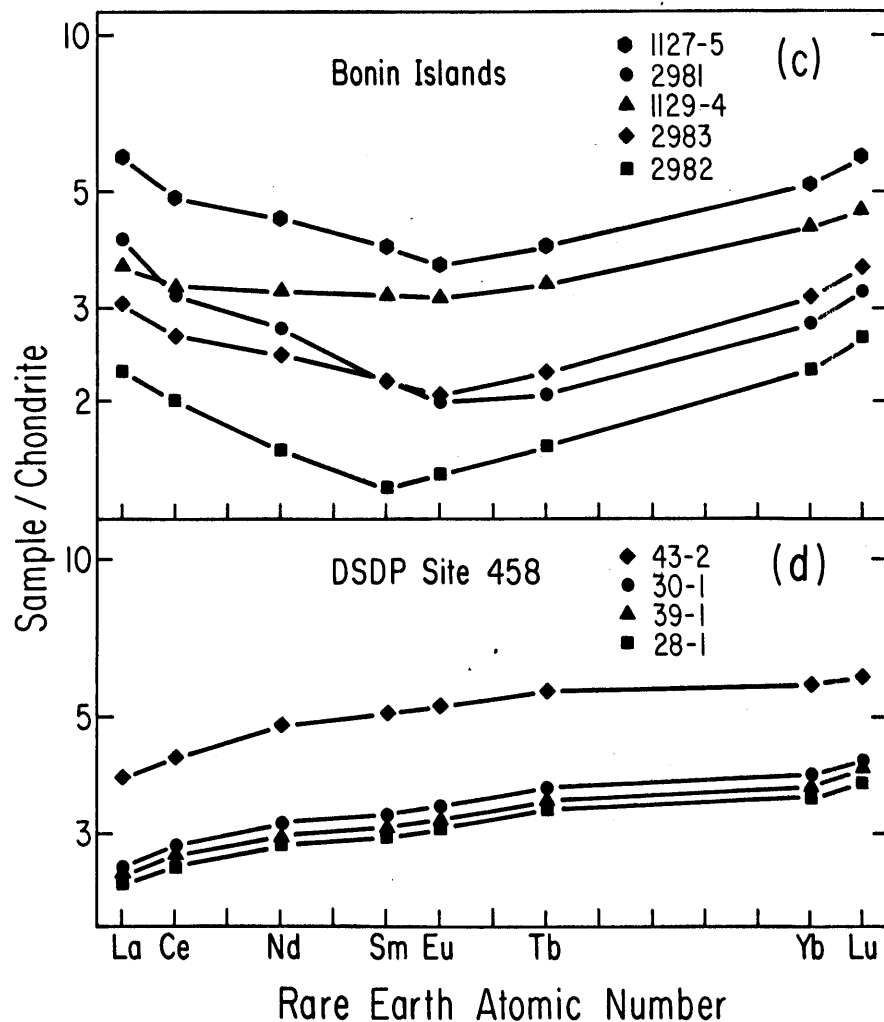 10
5
3
2
Bonin Islands
1127-5
2981
1129-4
2983
2982
(c)
Sample / Chondrite
10
5
3
DSDP Site 458
43-2
30-1
39-1
28-1
(d)
La Ce Nd Sm Eu Tb Yb Lu
Rare Earth Atomic Number